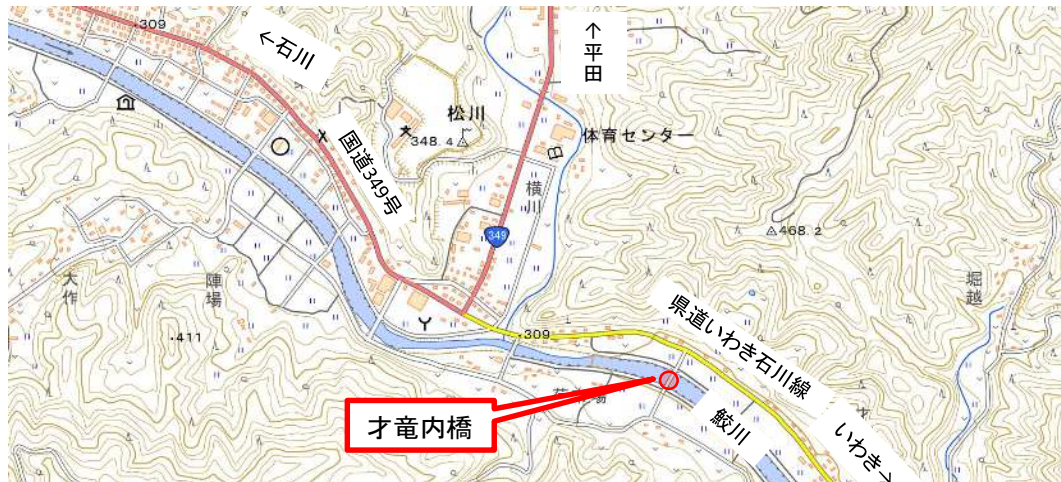 309
←石川
↑平田
松川
348.4
体育センター
国道349号
横川
349
468.2
大作
陣場
堀越
411
309
県道いわき石川線
才竜内橋
鮫川
いわき→